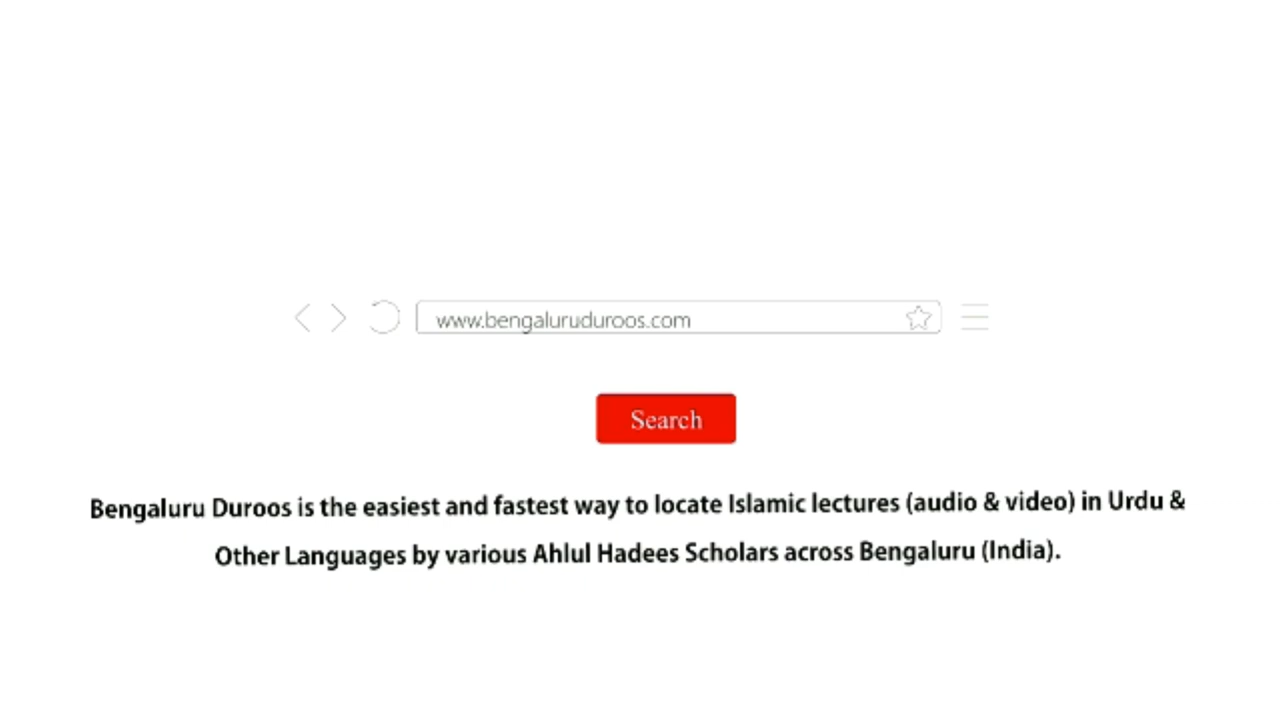 www.bengaluruduroos.com
Search
Bengaluru Duroos is the easiest and fastest way to locate Islamic lectures (audio & video) in Urdu &
Other Languages by various Ahlul Hadees Scholars across Bengaluru (India).